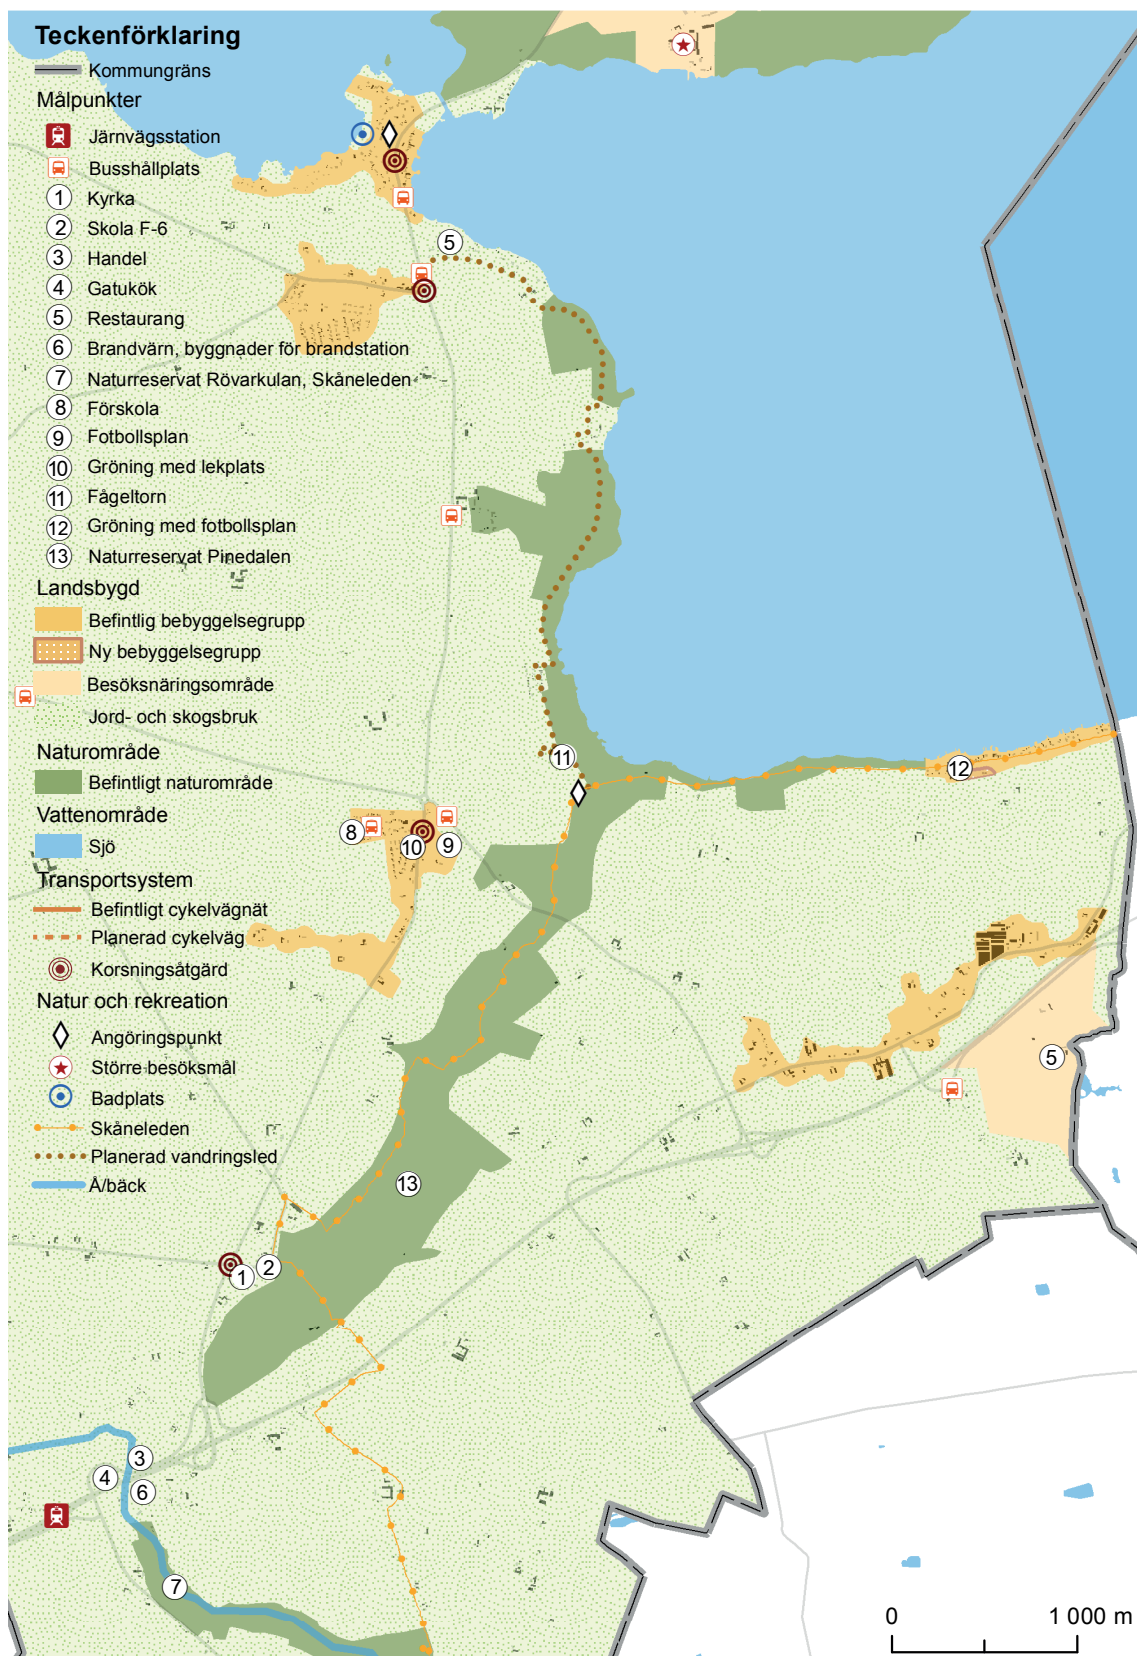 Teckenförklaring
Kommungräns
Målpunkter
Järnvägsstation
Busshållplats
1 Kyrka
2 Skola F-6
3 Handel
4 Gatukök
5 Restaurang
6 Brandvärn, byggnader för brandstation
7 Naturreservat Rövarkulan, Skåneleden
8 Förskola
9 Fotbollsplan
10 Gröning med lekplats
11 Fågeltorn
12 Gröning med fotbollsplan
13 Naturreservat Pinedalen
Landsbygd
Befintlig bebyggelsegrupp
Ny bebyggelsegrupp
Besöksnäringsområde
Jord- och skogsbruk
Naturområde
Befintligt naturområde
Vattenområde
Sjö
Transportsystem
Befintligt cykelvägnät
Planerad cykelväg
Korsningsåtgärd
Natur och rekreation
Angöringspunkt
Större besöksmål
Badplats
Skåneleden
Planerad vandringsled
Å/bäck
5
11
12
8
10
9
5
13
1
2
3
4
6
7
0 1 000 m